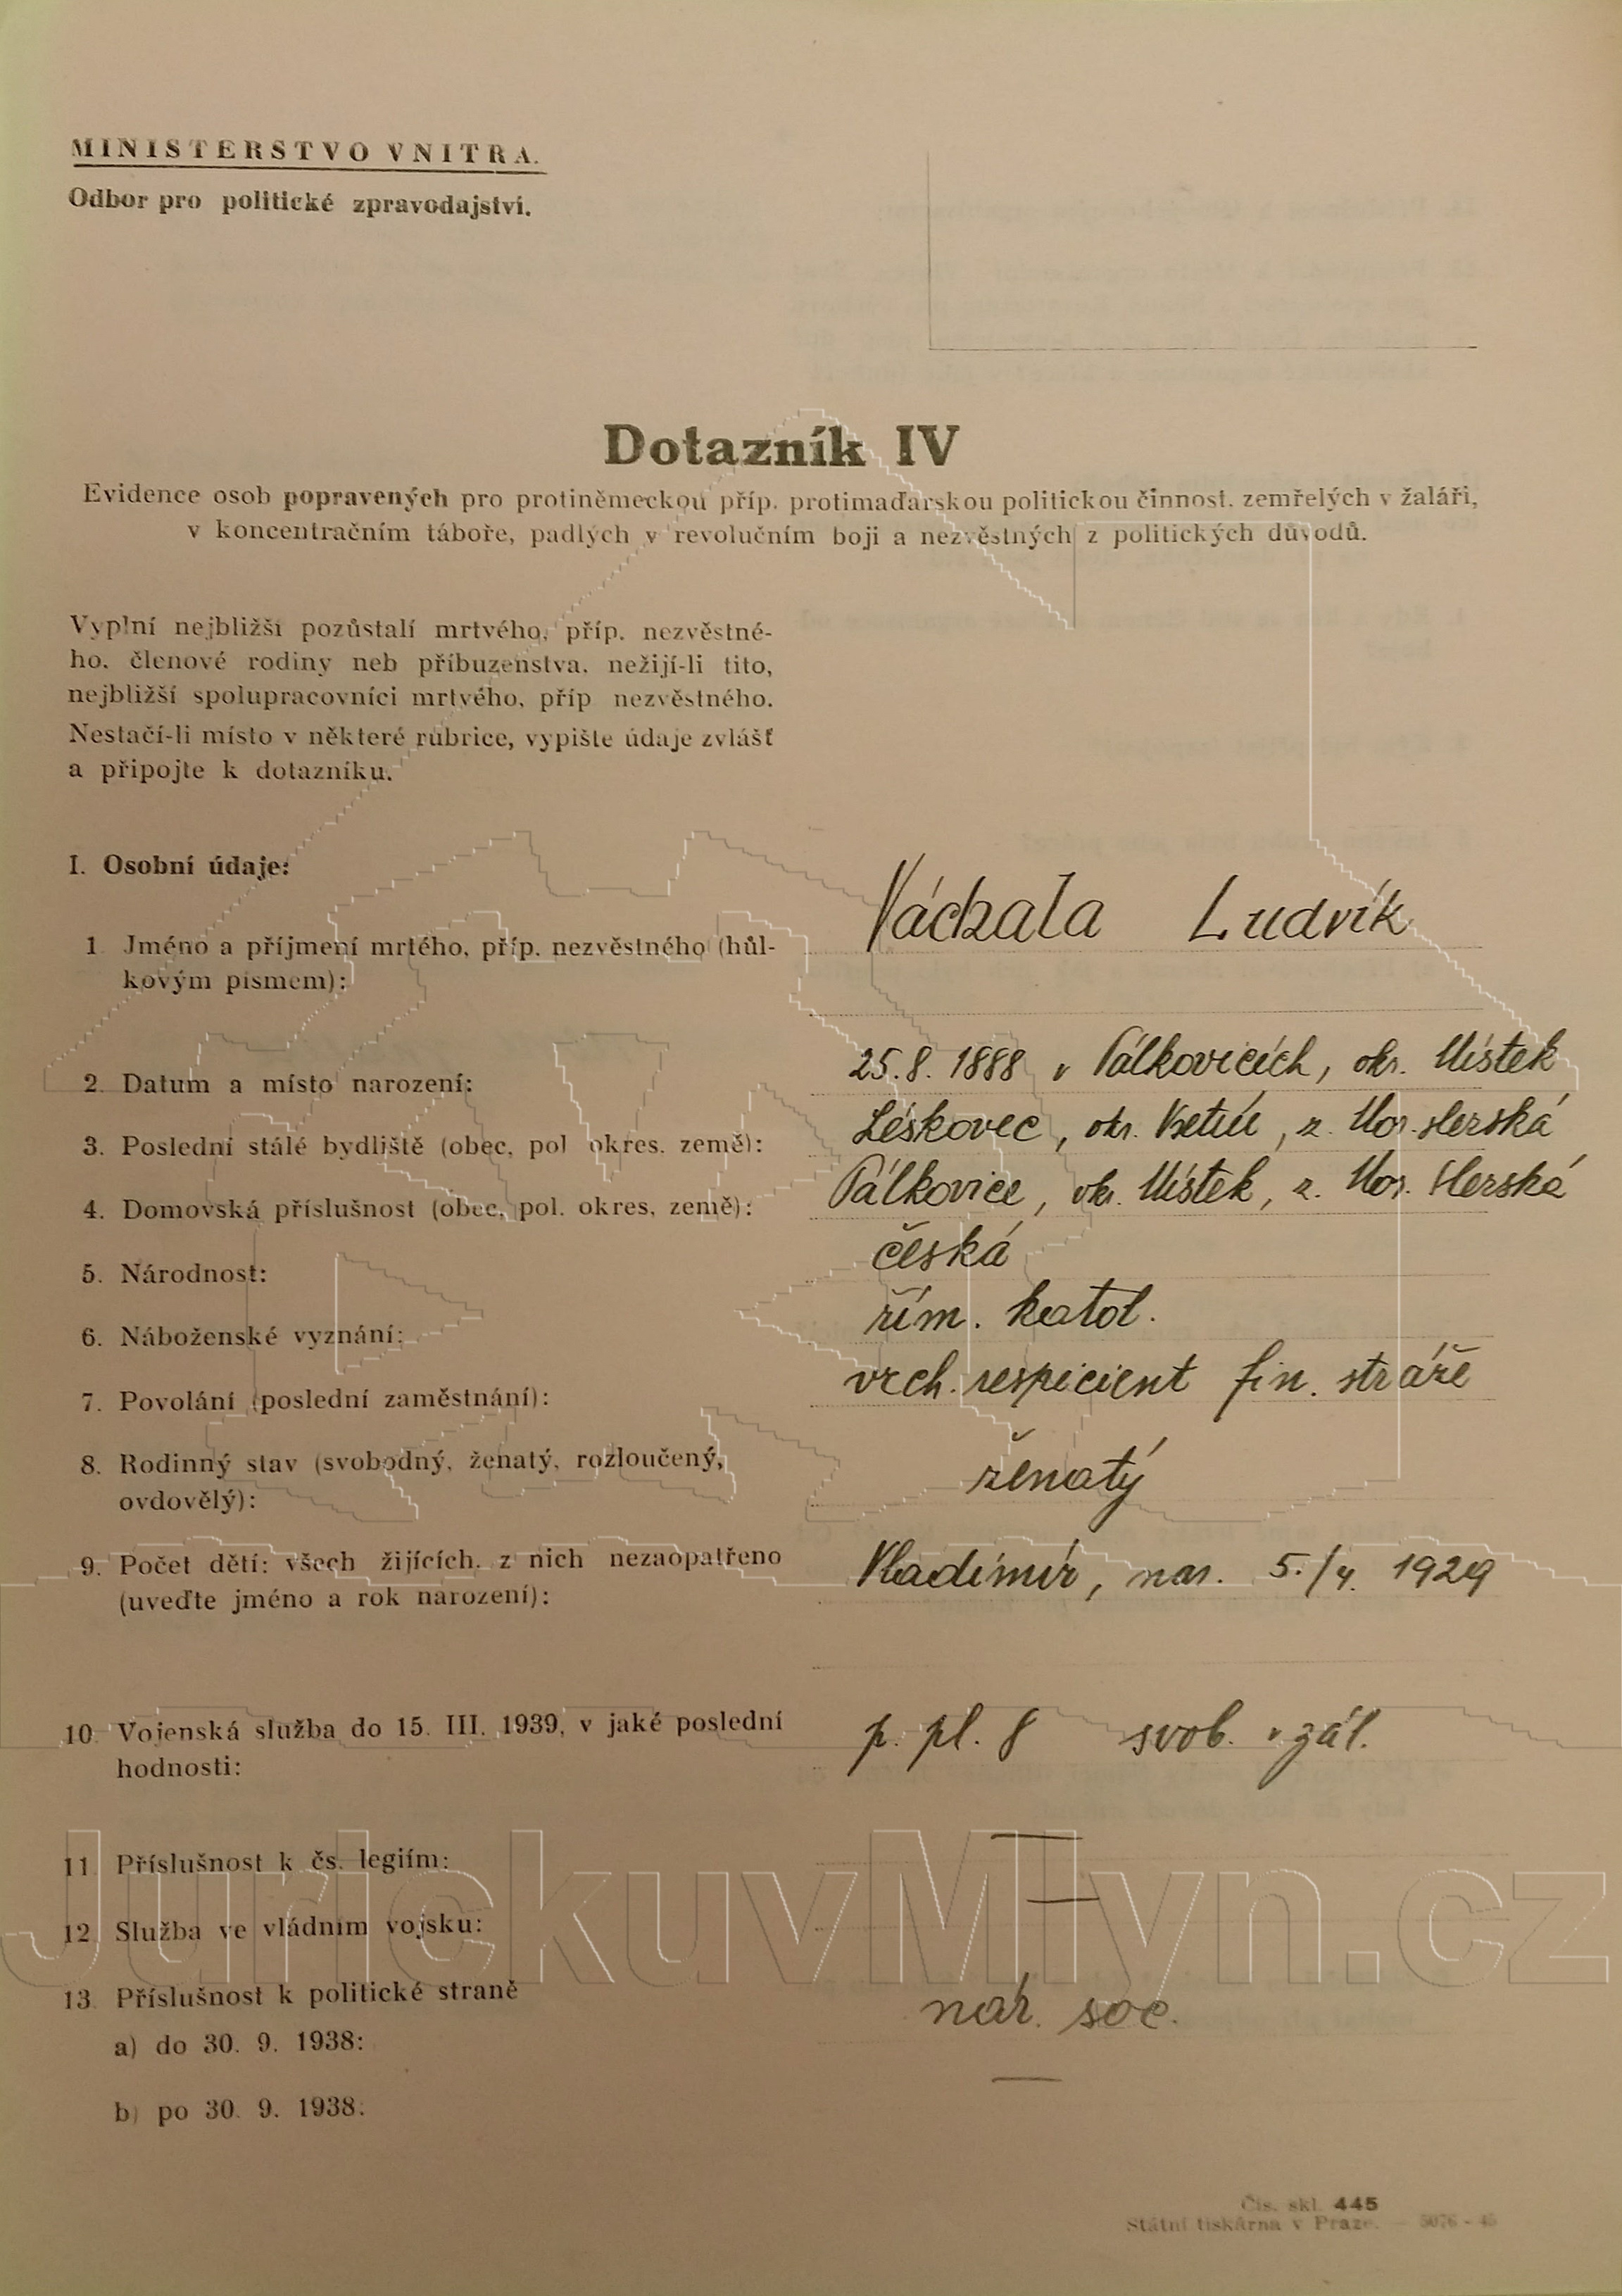 MINISTERSTVO VNITRA.
Odbor pro politické zpravodajství.
Dotazník IV
Evidence osob popravených pro protiněmeckou příp. protimaďarskou politickou činnost. zemřelých v žaláři,
v koncentračním táboře, padlých v revolučním boji a nezvěstných z politických důvodů.
Vyplní nejbližší pozůstalí mrtvého, příp. nezvěstné-
ho. členové rodiny neb příbuzenstva. nežijí-li tito,
nejbližší spolupracovníci mrtvého, příp nezvěstného.
Nestačí-li místo v některé rubrice, vypište údaje zvlášť
a připojte k dotazníku.
I. Osobní údaje:
1. Jméno a příjmení mrtého, příp. nezvěstného (hůl- Váchala Ludvík
kovým písmem):
2. Datum a místo narození: 25.8.1888 v Pálkovicích, okr. Místek
3. Poslední stálé bydliště (obec, pol okres. země): Léskovec, okr. Vsetín, z. Mor.-
4. Domovská příslušnost (obec, pol. okres, země): Pálkovice, okr. Místek, z. Mor.
5. Národnost: česká
6. Náboženské vyznání: řím. katol.
7. Povolání (poslední zaměstnání): vrch. respicient fin. stráže
8. Rodinný stav (svobodný, ženatý, rozloučený, ženatý
ovdovělý):
9. Počet dětí: všech žijících. z nich nezaopatřeno Vladimír, nar. 5./4. 1929
(uveďte jméno a rok narození):
10. Vojenská služba do 15. III. 1939, v jaké poslední p. pl. 8 svob. v zál.
hodnosti:
11. Příslušnost k čs. legiím: —
12. Služba ve vládním vojsku: —
13. Příslušnost k politické straně
a) do 30. 9. 1938: nár. soc.
b) po 30. 9. 1938: —
JurickuvMlyn.cz
Čís. skl. 445
Státní tiskárna v Praze. — 5076 - 45